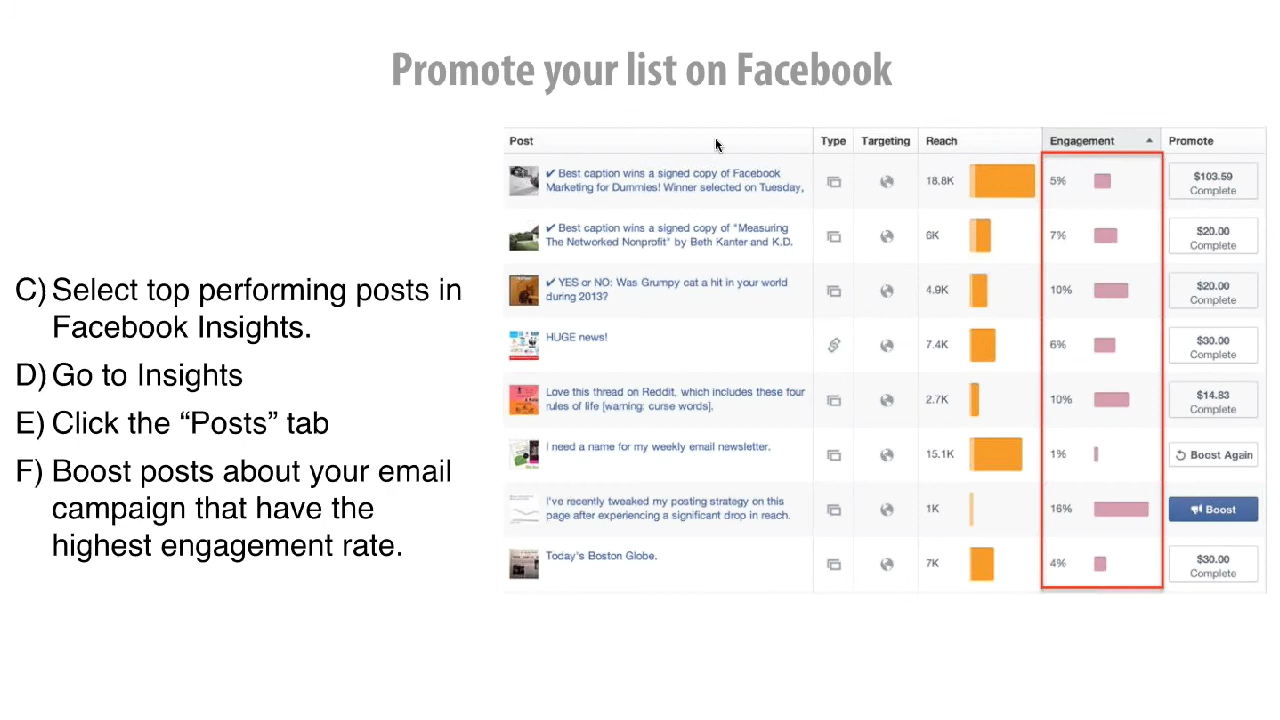 Promote your list on Facebook
C) Select top performing posts in
Facebook Insights.
D) Go to Insights
E) Click the “Posts” tab
F) Boost posts about your email
campaign that have the
highest engagement rate.
Post Type Targeting Reach Engagement Promote
✔ Best caption wins a signed copy of Facebook
Marketing for Dummies! Winner selected on Tuesday,
18.8K 5% $103.59
Complete
✔ Best caption wins a signed copy of "Measuring
The Networked Nonprofit" by Beth Kanter and K.D.
6K 7% $20.00
Complete
✔ YES or NO: Was Grumpy cat a hit in your world
during 2013?
4.9K 10% $20.00
Complete
HUGE news!
7.4K 6% $30.00
Complete
Love this thread on Reddit, which includes these four
rules of life [warning: curse words].
2.7K 10% $14.83
Complete
I need a name for my weekly email newsletter.
15.1K 1% Boost Again
I've recently tweaked my posting strategy on this
page after experiencing a significant drop in reach.
1K 16% Boost
Today's Boston Globe.
7K 4% $30.00
Complete